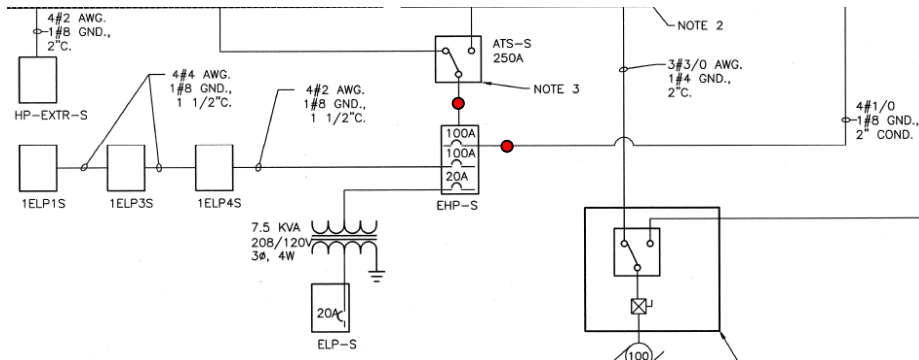 4#2 AWG.
1#8 GND.,
2"C.
HP-EXTR-S
4#4 AWG.
1#8 GND.,
1 1/2"C.
4#2 AWG.
1#8 GND.,
1 1/2"C.
ATS-S
250A
NOTE 2
NOTE 3
3#3/0 AWG.
1#4 GND.,
2"C.
4#1/0
1#8 GND.,
2" COND.
100A
100A
20A
EHP-S
1ELP1S
1ELP3S
1ELP4S
7.5 KVA
208/120V
3ø, 4W
20A
ELP-S
100